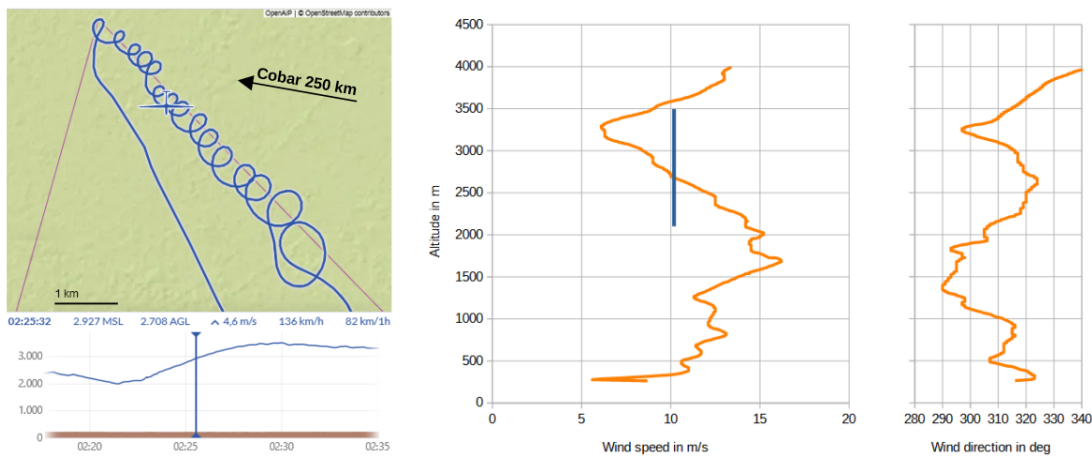 OpenAIP | © OpenStreetMap contributors
Cobar 250 km
1 km
02:25:32 2.927 MSL 2.708 AGL ^ 4,6 m/s 136 km/h 82 km/1h
3.000
2.000
1.000
0
02:20 02:25 02:30 02:35
4500
4000
3500
3000
2500
2000
1500
1000
500
0
Altitude in m
0 5 10 15 20
Wind speed in m/s
280 300 320 340
Wind direction in deg